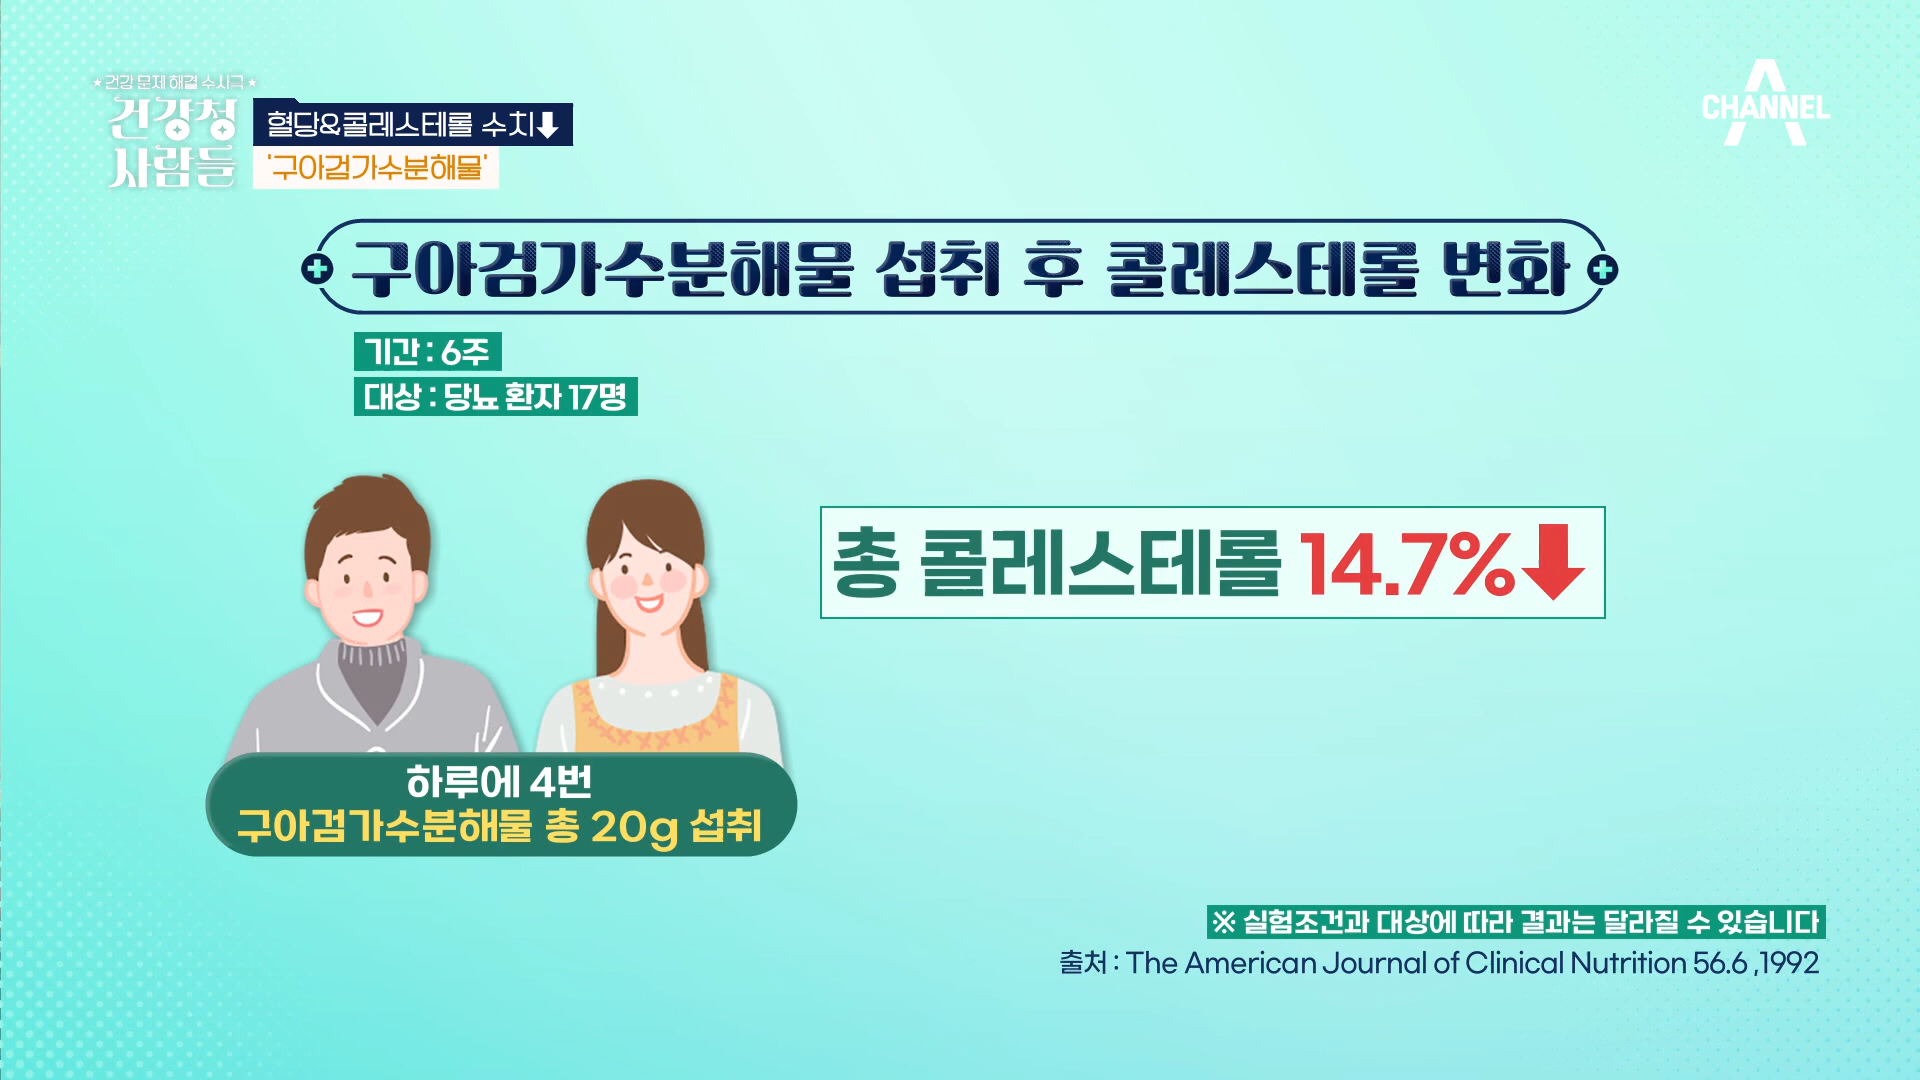 건강 문제 해결 수사극
건강청
사람들
혈당&콜레스테롤 수치⬇
'구아검가수분해물'
CHANNEL A
구아검가수분해물 섭취 후 콜레스테롤 변화
기간 : 6주
대상 : 당뇨 환자 17명
총 콜레스테롤 14.7%⬇
하루에 4번
구아검가수분해물 총 20g 섭취
※ 실험조건과 대상에 따라 결과는 달라질 수 있습니다
출처 : The American Journal of Clinical Nutrition 56.6 ,1992